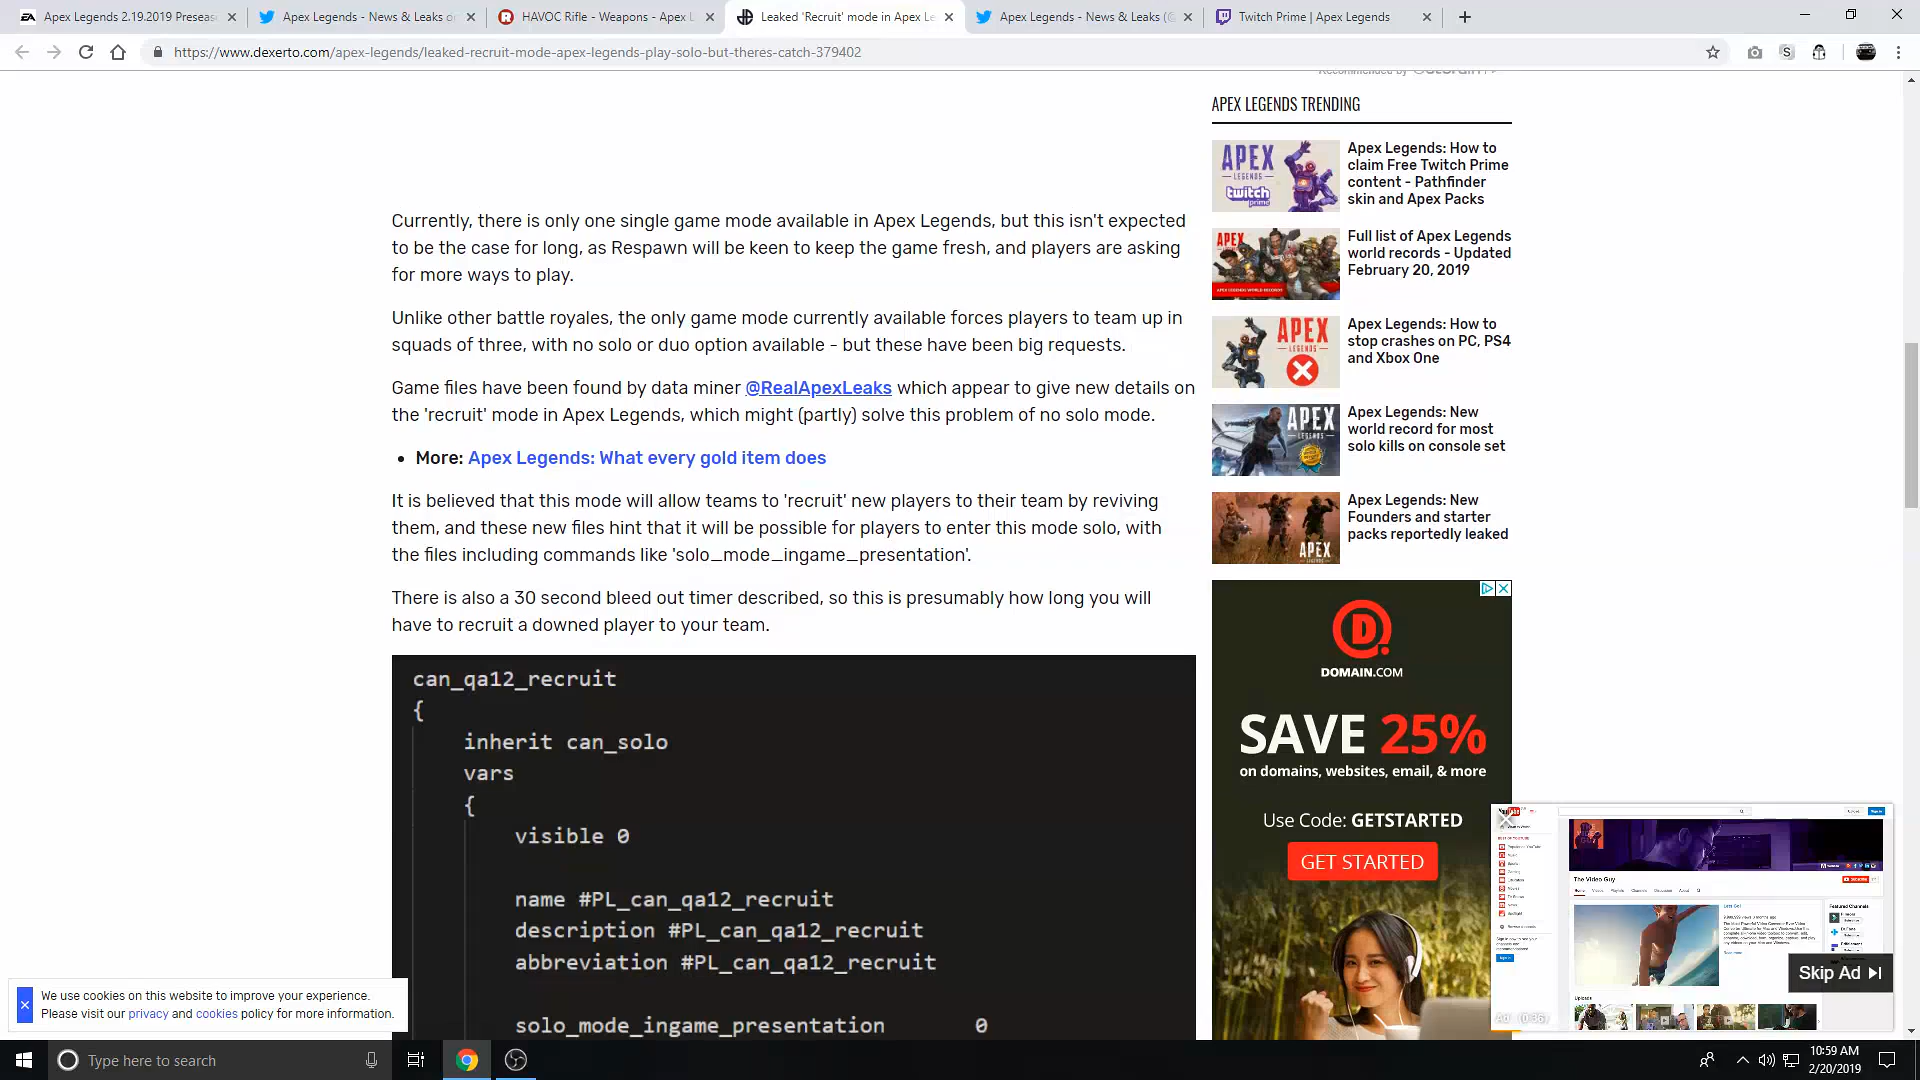 Apex Legends 2.19.2019 Preseas
Apex Legends - News & Leaks o
HAVOC Rifle - Weapons - Apex L
Leaked 'Recruit' mode in Apex Le
Apex Legends - News & Leaks (@
Twitch Prime | Apex Legends
https://www.dexerto.com/apex-legends/leaked-recruit-mode-apex-legends-play-solo-but-theres-catch-379402
Recommended by
Currently, there is only one single game mode available in Apex Legends, but this isn't expected
to be the case for long, as Respawn will be keen to keep the game fresh, and players are asking
for more ways to play.
Unlike other battle royales, the only game mode currently available forces players to team up in
squads of three, with no solo or duo option available - but these have been big requests.
Game files have been found by data miner @RealApexLeaks which appear to give new details on
the 'recruit' mode in Apex Legends, which might (partly) solve this problem of no solo mode.
• More: Apex Legends: What every gold item does
It is believed that this mode will allow teams to 'recruit' new players to their team by reviving
them, and these new files hint that it will be possible for players to enter this mode solo, with
the files including commands like 'solo_mode_ingame_presentation'.
There is also a 30 second bleed out timer described, so this is presumably how long you will
have to recruit a downed player to your team.
can_qa12_recruit
{
inherit can_solo
vars
{
visible 0
name #PL_can_qa12_recruit
description #PL_can_qa12_recruit
abbreviation #PL_can_qa12_recruit
solo_mode_ingame_presentation 0
APEX LEGENDS TRENDING
APEX
LEGENDS
twitch
prime
Apex Legends: How to
claim Free Twitch Prime
content - Pathfinder
skin and Apex Packs
APEX
Full list of Apex Legends
world records - Updated
February 20, 2019
APEX
LEGENDS
Apex Legends: How to
stop crashes on PC, PS4
and Xbox One
APEX
LEGENDS
Apex Legends: New
world record for most
solo kills on console set
APEX
Apex Legends: New
Founders and starter
packs reportedly leaked
DOMAIN.COM
SAVE 25%
on domains, websites, email, & more
Use Code: GETSTARTED
GET STARTED
The Video Guy
Skip Ad
Ad · (0:36)
We use cookies on this website to improve your experience.
Please visit our privacy and cookies policy for more information.
Type here to search
10:59 AM
2/20/2019